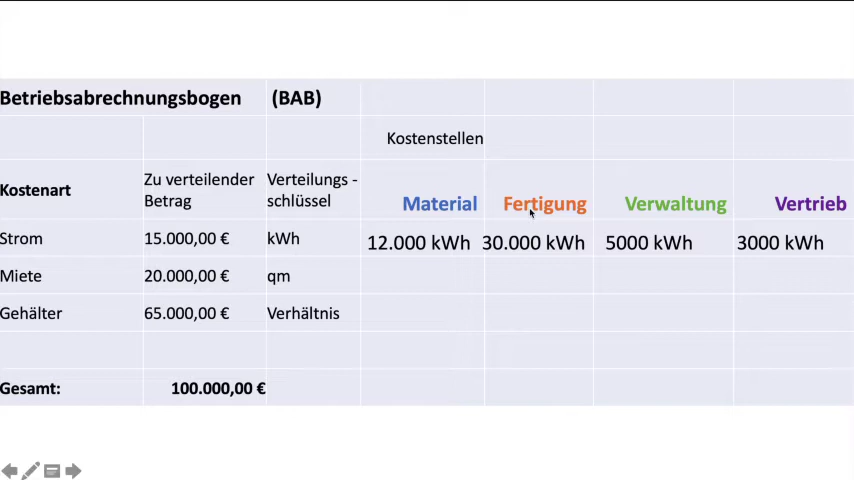 Betriebsabrechnungsbogen (BAB)
Kostenstellen
Kostenart Zu verteilender Betrag Verteilungs - schlüssel Material Fertigung Verwaltung Vertrieb
Strom 15.000,00 € kWh 12.000 kWh 30.000 kWh 5000 kWh 3000 kWh
Miete 20.000,00 € qm
Gehälter 65.000,00 € Verhältnis
Gesamt: 100.000,00 €